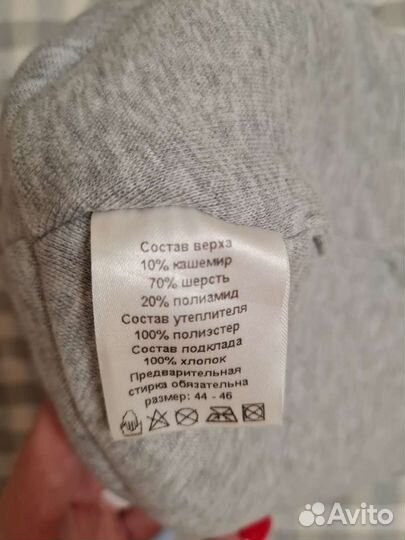 Состав верха
10% кашемир
70% шерсть
20% полиамид
Состав утеплителя
100% полиэстер
Состав подклада
100% хлопок
Предварительная
стирка обязательна
размер: 44 - 46
Avito